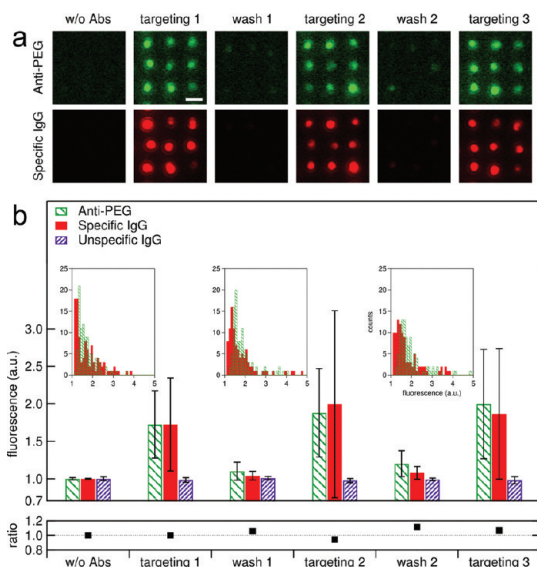 a
w/o Abs targeting 1 wash 1 targeting 2 wash 2 targeting 3
Anti-PEG
Specific IgG
b
Anti-PEG
Specific IgG
Unspecific IgG
25
20
15
10
5
0
1 2 3 4 5
25
20
15
10
5
0
1 2 3 4 5
25
20
15
10
5
0
counts
1 2 3 4 5
fluorescence (a.u.)
fluorescence (a.u.)
3.0
2.5
2.0
1.5
1.0
0.7
ratio
1.2
1.0
0.8
w/o Abs targeting 1 wash 1 targeting 2 wash 2 targeting 3